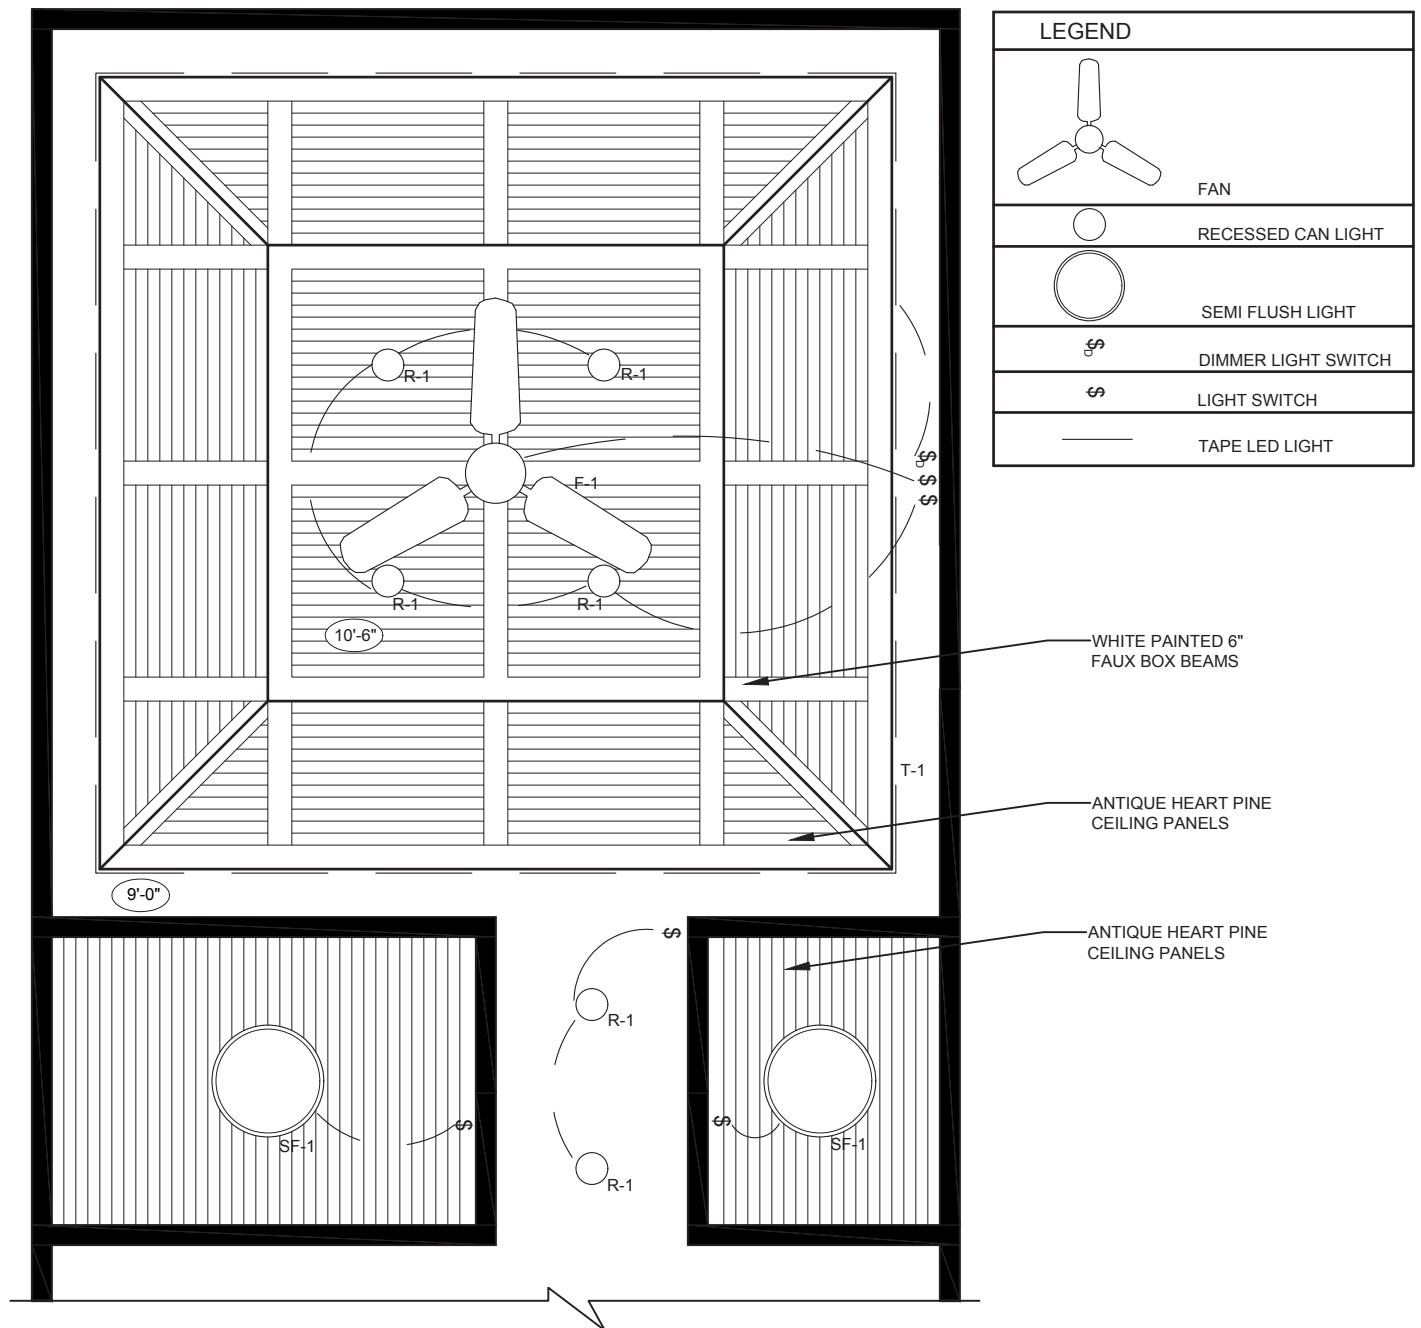 LEGEND
FAN
RECESSED CAN LIGHT
SEMI FLUSH LIGHT
$
D
DIMMER LIGHT SWITCH
$
LIGHT SWITCH
TAPE LED LIGHT
R-1
R-1
$
D
$
$
F-1
R-1
R-1
10'-6"
WHITE PAINTED 6"
FAUX BOX BEAMS
T-1
ANTIQUE HEART PINE
CEILING PANELS
9'-0"
$
ANTIQUE HEART PINE
CEILING PANELS
R-1
$
$
SF-1
SF-1
R-1